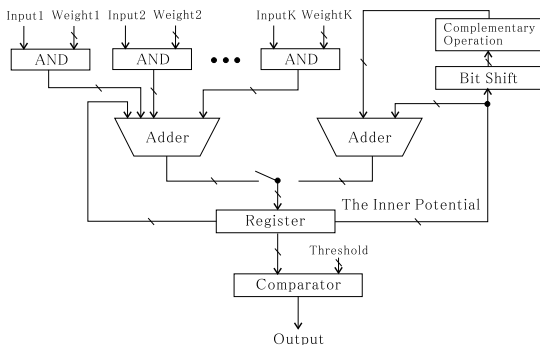 Input1 Weight1 Input2 Weight2 InputK WeightK
Complementary
Operation
AND AND ••• AND
Bit Shift
Adder Adder
The Inner Potential
Register
Threshold
Comparator
Output